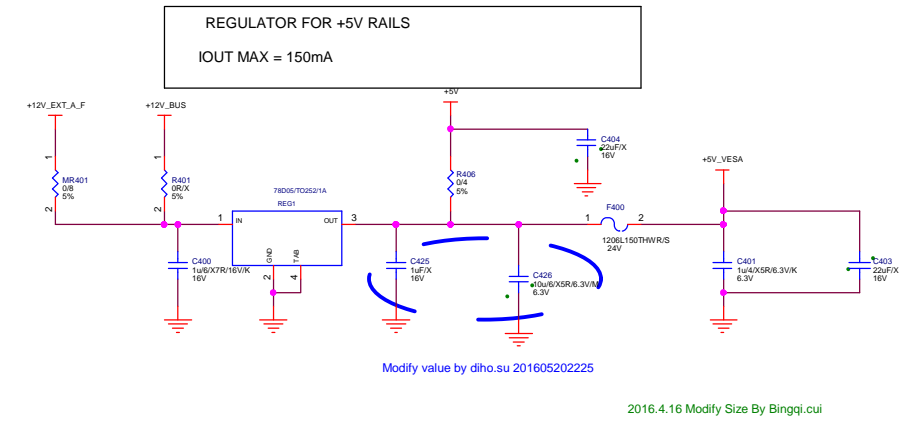 REGULATOR FOR +5V RAILS
IOUT MAX = 150mA
+12V_EXT_A_F
+12V_BUS
+5V
+5V_VESA
1
2
MR401
0/8
5%
1
2
R401
0R/X
5%
78D05/TO252/1A
REG1
1
IN
OUT
3
GND
TAB
2
4
C400
1u/6/X7R/16V/K
16V
R406
0/4
5%
C404
22uF/X
16V
C425
1uF/X
16V
C426
10u/6/X5R/6.3V/M
6.3V
F400
1
2
1206L150THWR/S
24V
C401
1u/4/X5R/6.3V/K
6.3V
C403
22uF/X
16V
Modify value by diho.su 201605202225
2016.4.16 Modify Size By Bingqi.cui